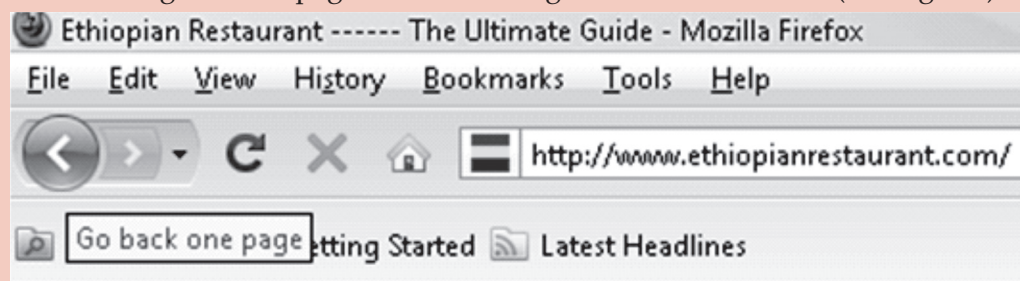 Ethiopian Restaurant ------ The Ultimate Guide - Mozilla Firefox
File Edit View History Bookmarks Tools Help
http://www.ethiopianrestaurant.com/
Go back one page etting Started Latest Headlines